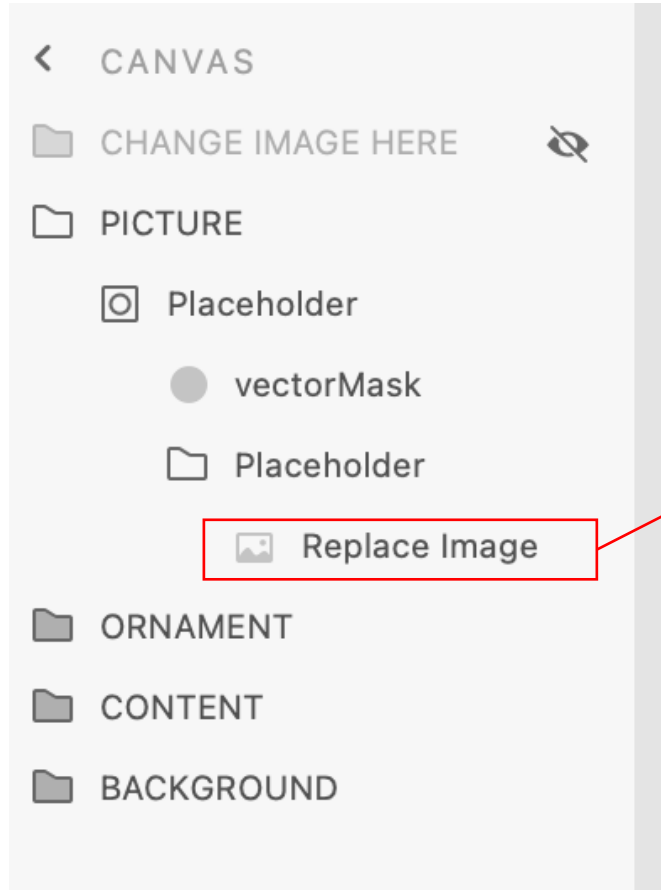 CANVAS
CHANGE IMAGE HERE
PICTURE
Placeholder
vectorMask
Placeholder
Replace Image
ORNAMENT
CONTENT
BACKGROUND